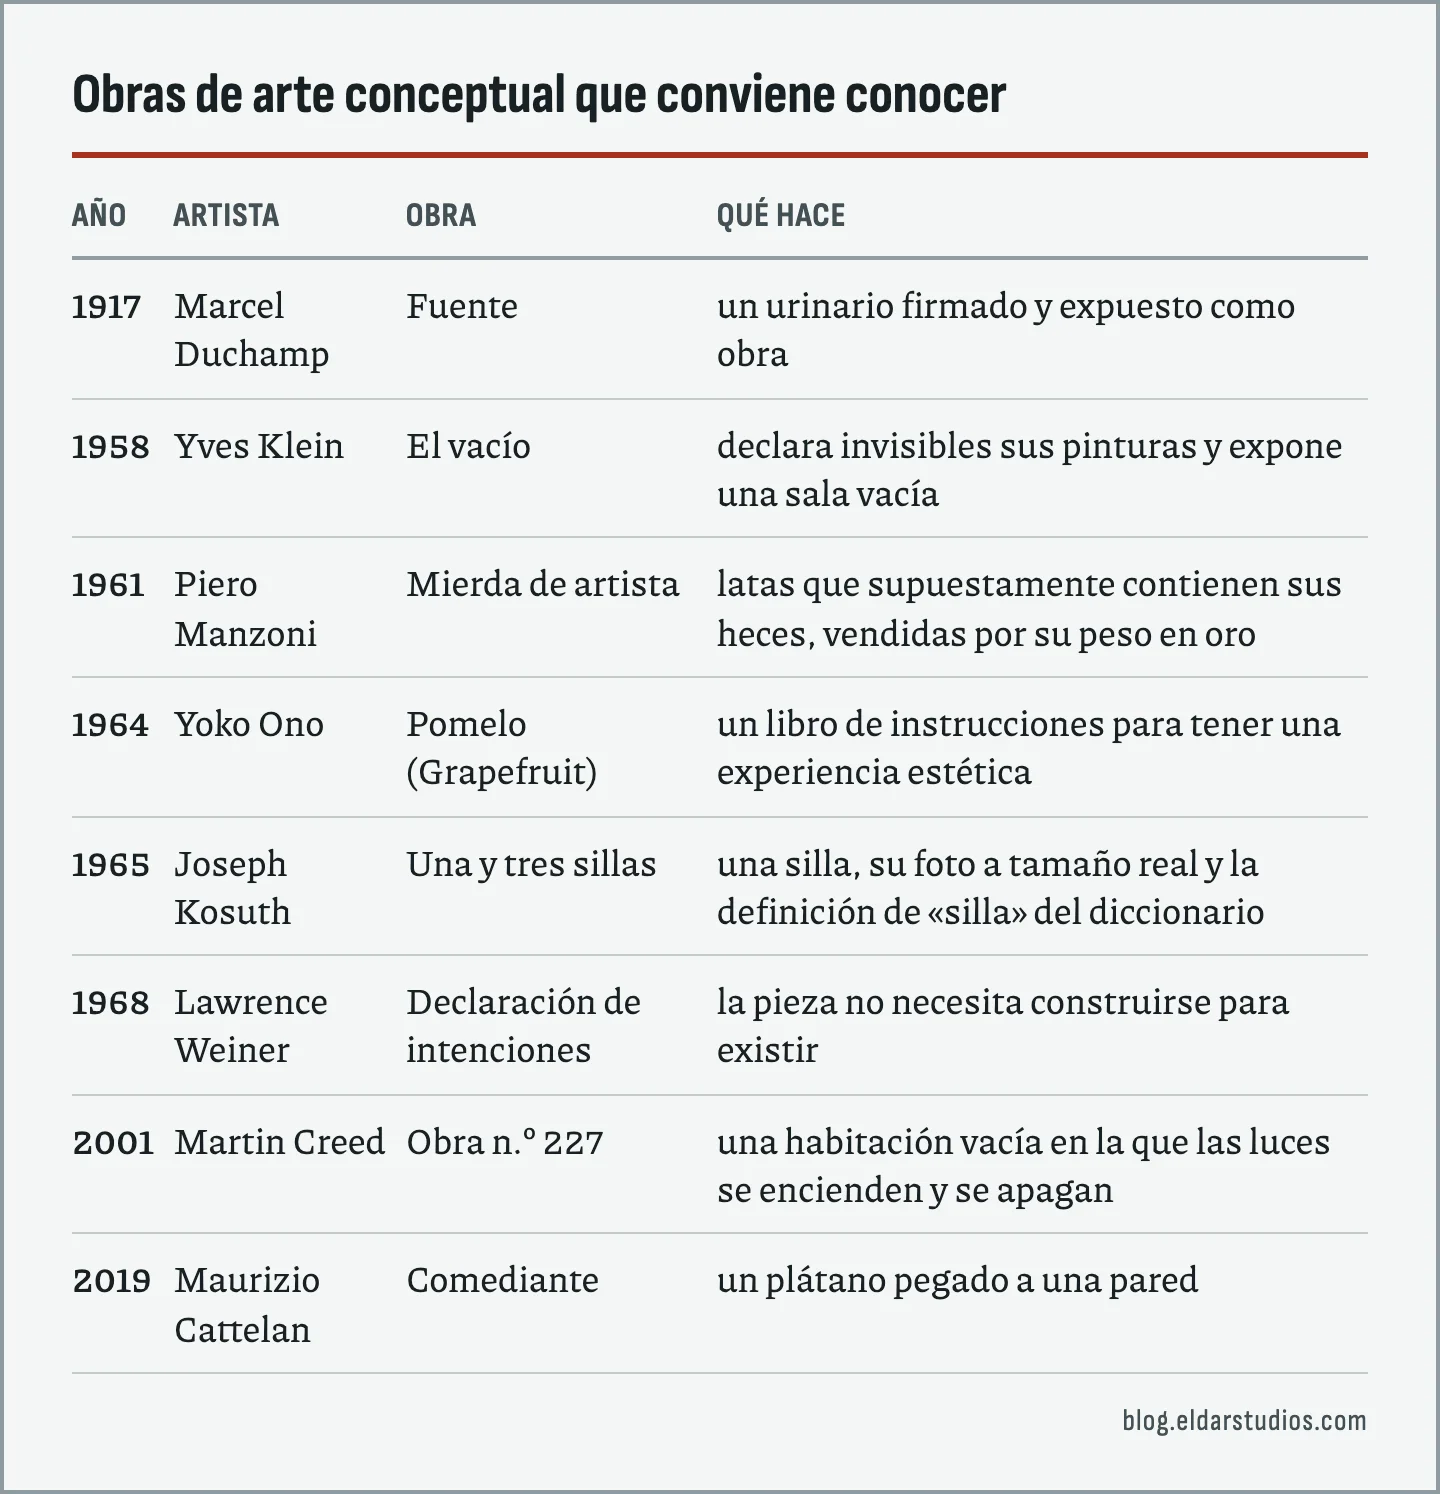 Obras de arte conceptual que conviene conocer
AÑO ARTISTA OBRA QUÉ HACE
1917 Marcel Fuente un urinario firmado y expuesto como
Duchamp obra
1958 Yves Klein El vacío declara invisibles sus pinturas y expone
una sala vacía
1961 Piero Mierda de artista latas que supuestamente contienen sus
Manzoni heces, vendidas por su peso en oro
1964 Yoko Ono Pomelo un libro de instrucciones para tener una
(Grapefruit) experiencia estética
1965 Joseph Una y tres sillas una silla, su foto a tamaño real y la
Kosuth definición de «silla» del diccionario
1968 Lawrence Declaración de la pieza no necesita construirse para
Weiner intenciones existir
2001 Martin Creed Obra n.º 227 una habitación vacía en la que las luces
se encienden y se apagan
2019 Maurizio Comediante un plátano pegado a una pared
Cattelan
blog.eldarstudios.com